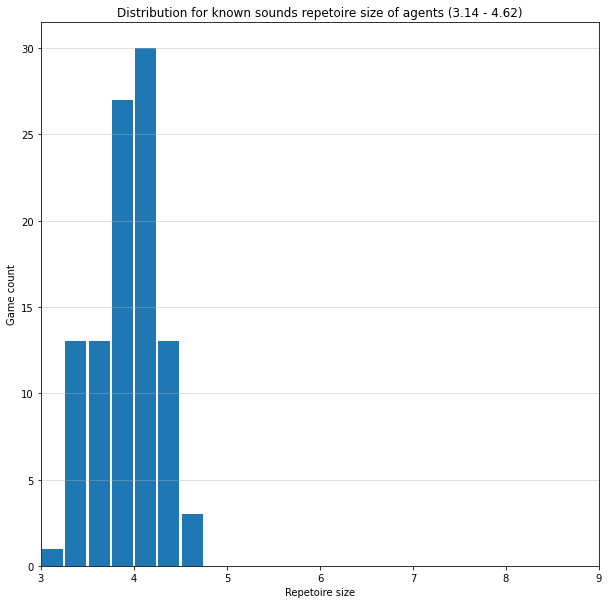 Distribution for known sounds repetoire size of agents (3.14 - 4.62)
30
25
20
15
10
5
0
Game count
3 4 5 6 7 8 9
Repetoire size